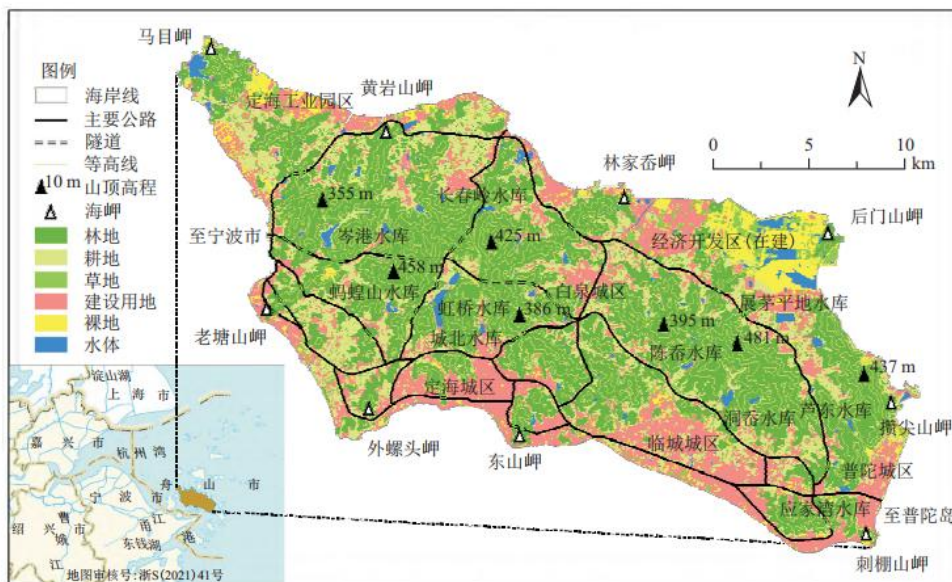 马目岬
图例
海岸线
主要公路
隧道
等高线
10 m
山顶高程
海岬
林地
耕地
草地
建设用地
裸地
水体
定海工业园区
黄岩山岬
林家岙岬
0 5 10
km
N
355 m
长春岭水库
后门山岬
至宁波市
岑港水库
425 m
经济开发区(在建)
458 m
蚂蝗山水库
虹桥水库
白泉城区
386 m
395 m
展茅平地水库
老塘山岬
城北水库
陈岙水库
481 m
437 m
定海城区
洞岙水库
芦东水库
外螺头岬
东山岬
临城城区
揽尖山岬
普陀城区
应家湾水库
至普陀岛
刺棚山岬
淀山湖
上海市
嘉兴市
杭州湾
舟山市
宁波市
绍兴市
曹娥江
甬江
东钱湖
港
地图审核号:浙S(2021)41号